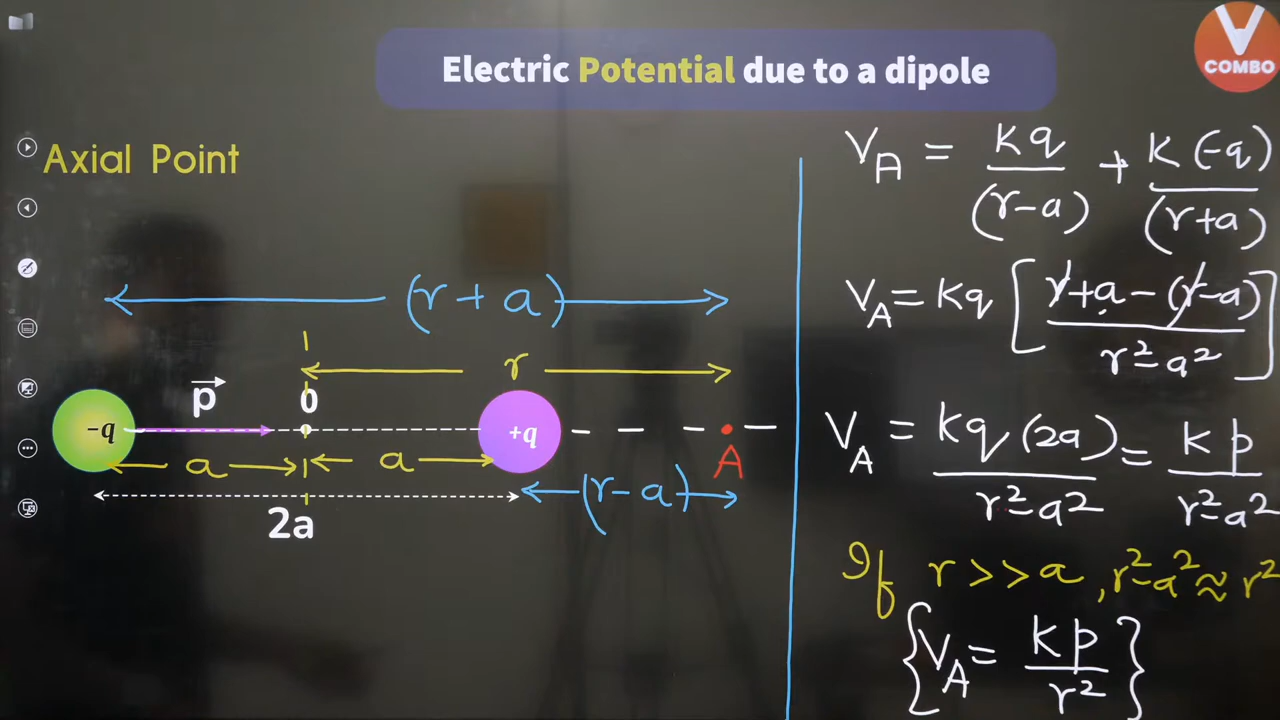 Electric Potential due to a dipole
V
COMBO
Axial Point
V_A = Kq/(r-a) + K(-q)/(r+a)
(r + a)
V_A = Kq [ r+a-(r-a) / r²-a² ]
r
p⃗
0
-q
+q
A
a
a
V_A = Kq(2a)/r²-a² = Kp/r²-a²
(r-a)
2a
If r>>a, r²-a² ≈ r²
{ V_A = Kp/r² }